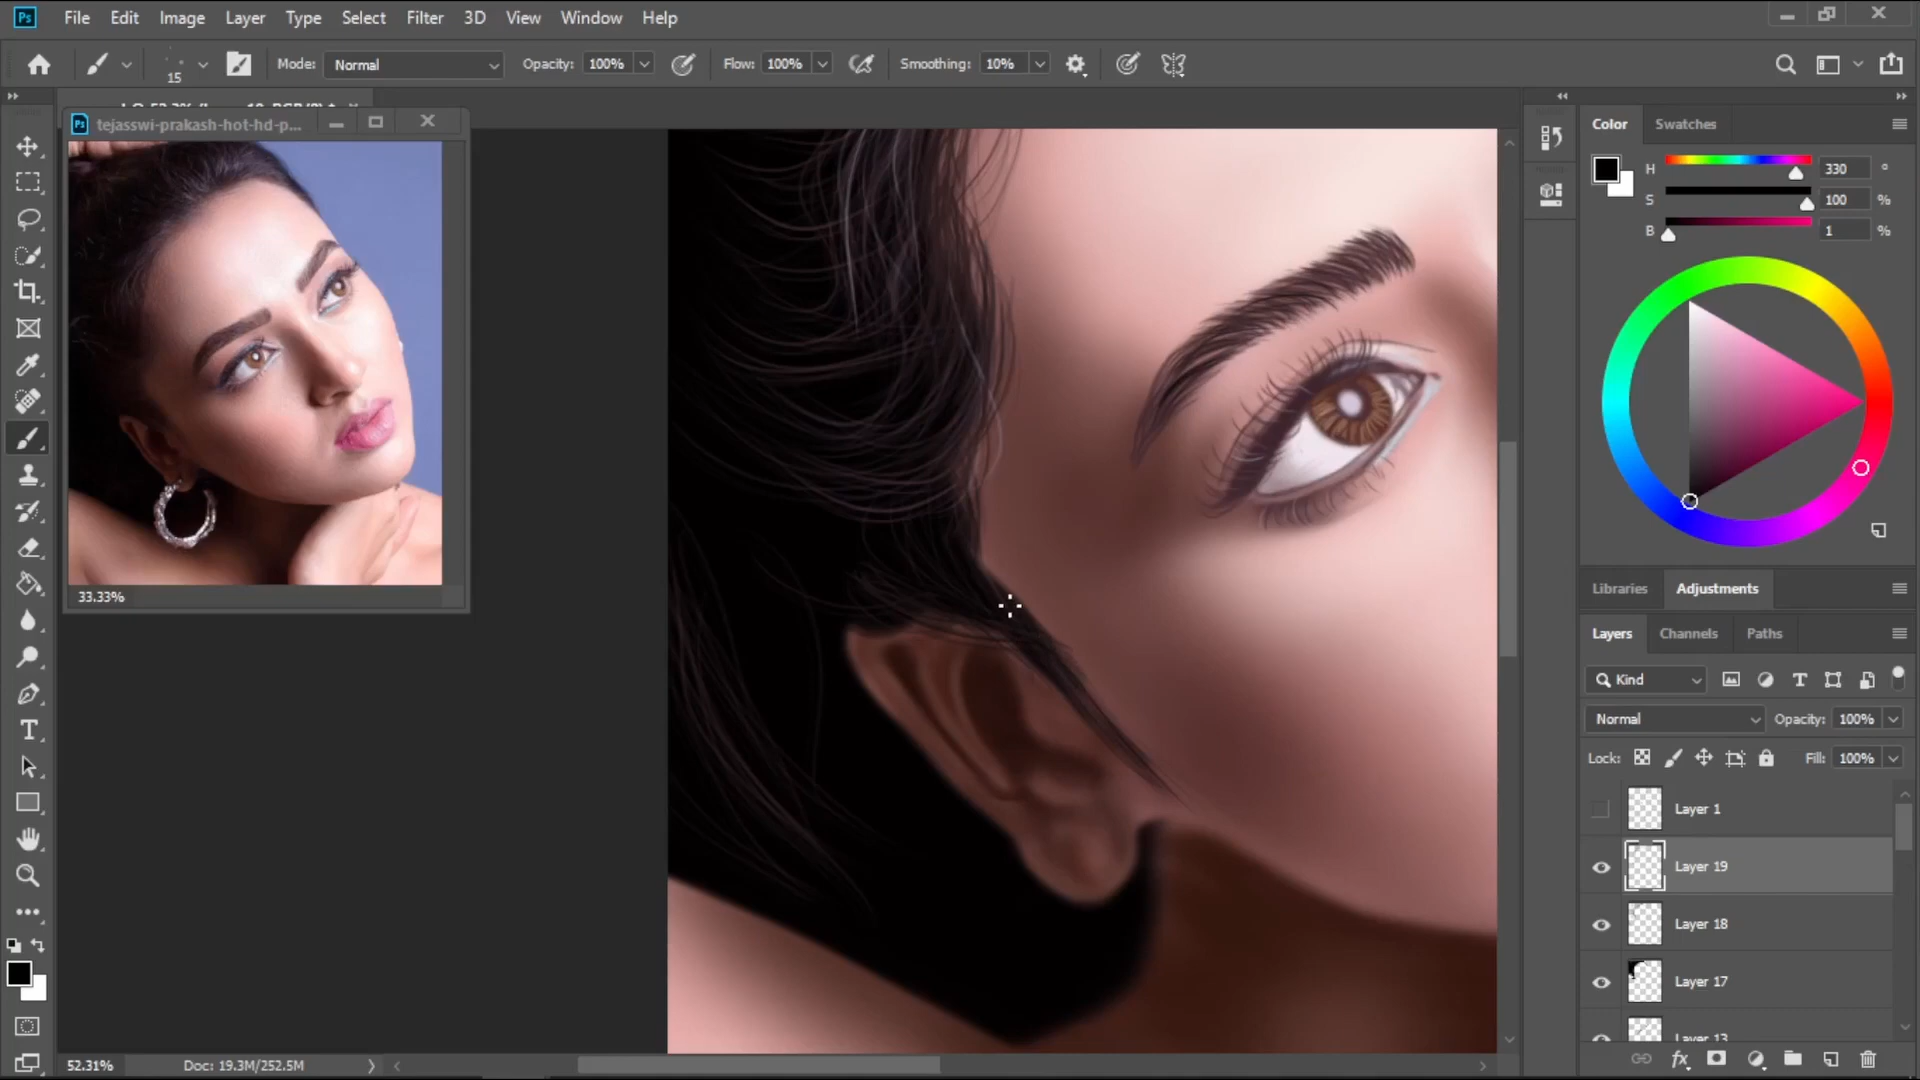 Ps File Edit Image Layer Type Select Filter 3D View Window Help
15 Mode: Normal Opacity: 100% Flow: 100% Smoothing: 10%
Ps tejasswi-prakash-hot-hd-p...
33.33%
Color Swatches
H 330 °
S 100 %
B 1 %
Libraries Adjustments
Layers Channels Paths
Kind
Normal Opacity: 100%
Lock: Fill: 100%
Layer 1
Layer 19
Layer 18
Layer 17
Layer 13
fx
52.31% Doc: 19.3M/252.5M